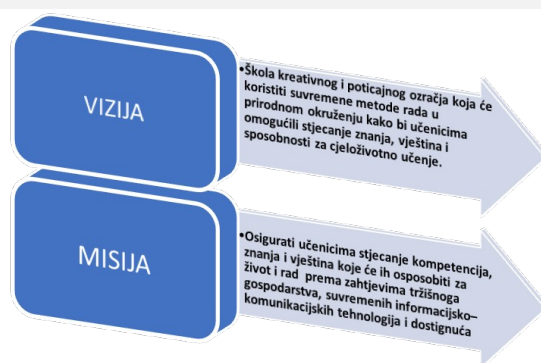 VIZIJA
•Škola kreativnog i poticajnog ozračja koja će
koristiti suvremene metode rada u
prirodnom okruženju kako bi učenicima
omogućili stjecanje znanja, vještina i
sposobnosti za cjeloživotno učenje.
MISIJA
•Osigurati učenicima stjecanje kompetencija,
znanja i vještina koje će ih osposobiti za
život i rad prema zahtjevima tržišnoga
gospodarstva, suvremenih informacijsko–
komunikacijskih tehnologija i dostignuća